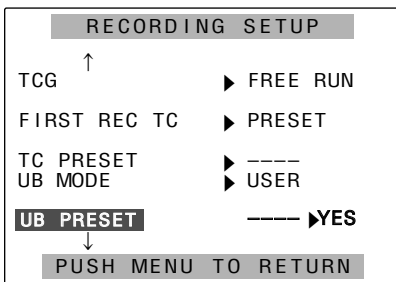 RECORDING SETUP
↑
TCG ▶ FREE RUN
FIRST REC TC ▶ PRESET
TC PRESET ▶ ----
UB MODE ▶ USER
UB PRESET ---- ▶YES
↓
PUSH MENU TO RETURN